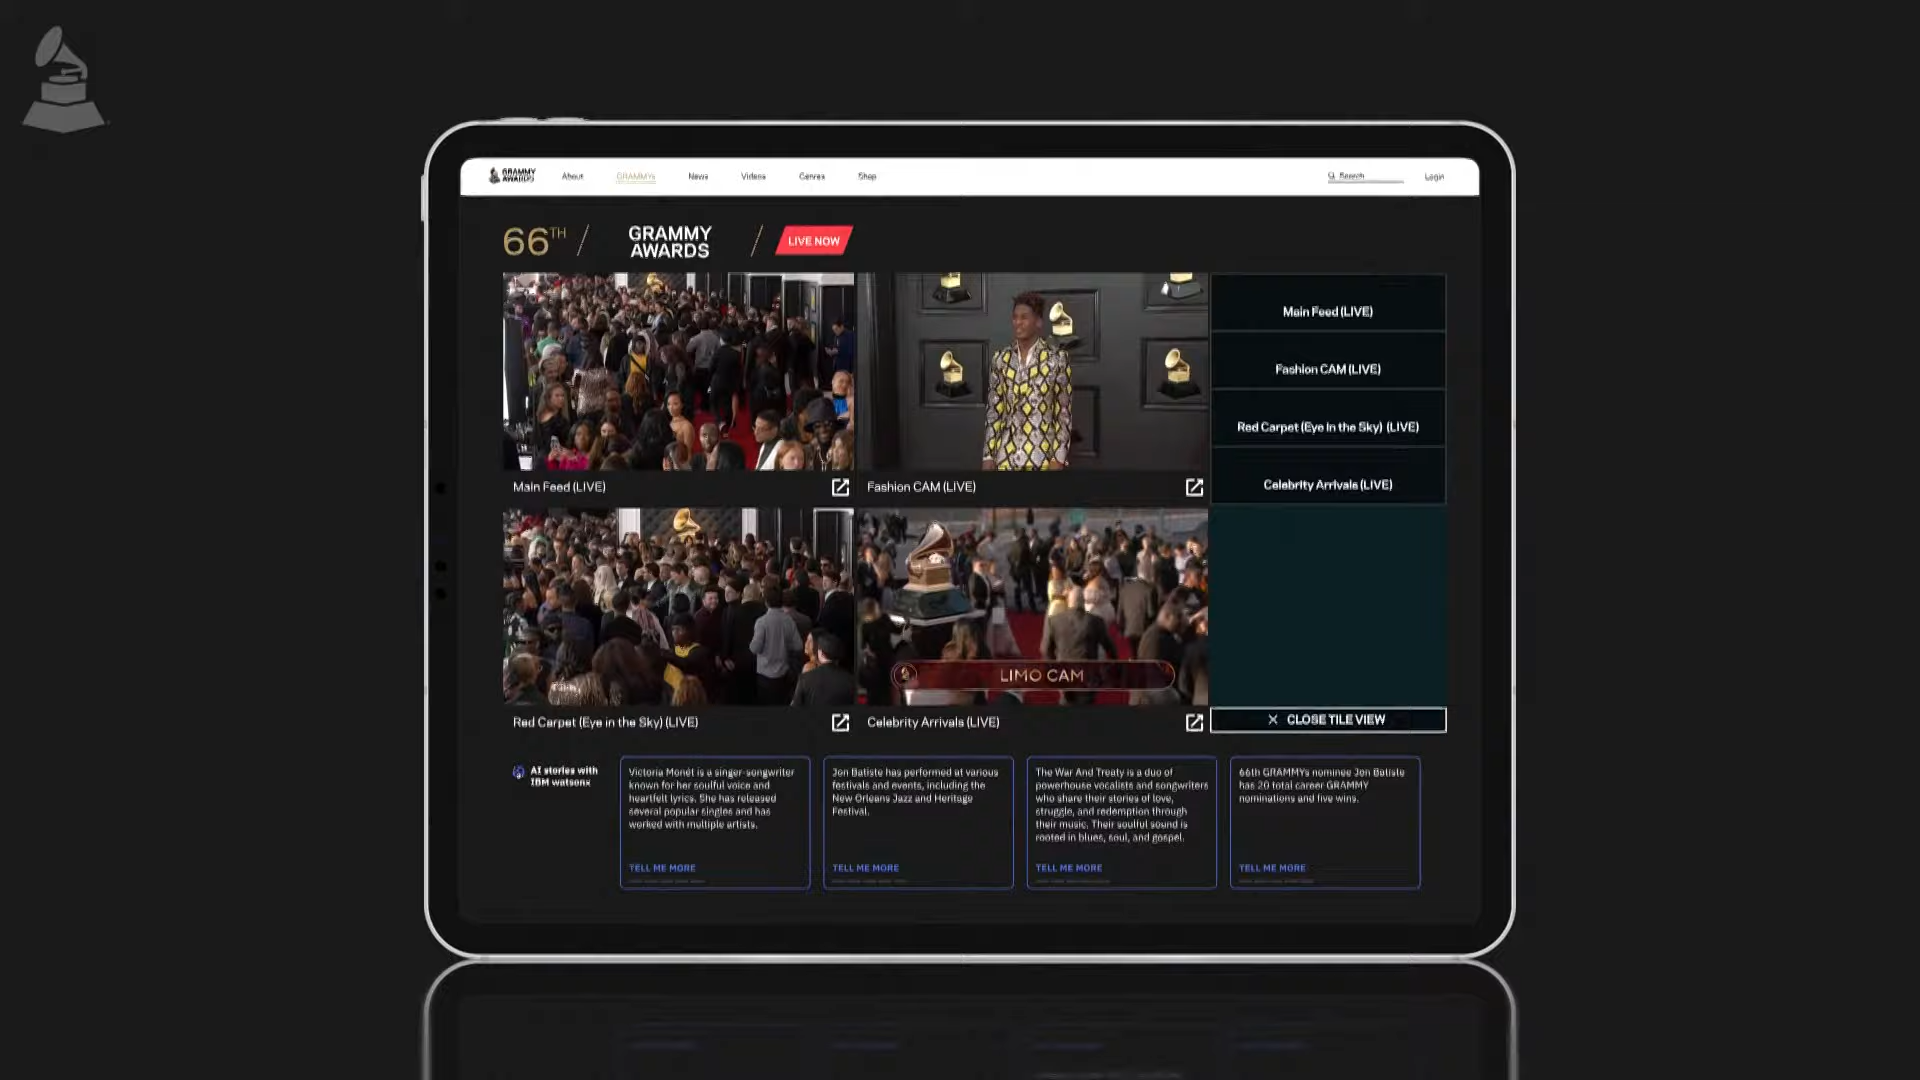 GRAMMY
AWARDS
About
GRAMMYs
News
Videos
Genres
Shop
Search
Login
66TH / GRAMMY AWARDS / LIVE NOW
Main Feed (LIVE)
Fashion CAM (LIVE)
Main Feed (LIVE)
Fashion CAM (LIVE)
Red Carpet (Eye in the Sky) (LIVE)
Celebrity Arrivals (LIVE)
LIMO CAM
Red Carpet (Eye in the Sky) (LIVE)
Celebrity Arrivals (LIVE)
X CLOSE TILE VIEW
AI stories with
IBM watsonx
Victoria Monét is a singer-songwriter
known for her soulful voice and
heartfelt lyrics. She has released
several popular singles and has
worked with multiple artists.
TELL ME MORE
Jon Batiste has performed at various
festivals and events, including the
New Orleans Jazz and Heritage
Festival.
TELL ME MORE
The War And Treaty is a duo of
powerhouse vocalists and songwriters
who share their stories of love,
struggle, and redemption through
their music. Their soulful sound is
rooted in blues, soul, and gospel.
TELL ME MORE
66th GRAMMYs nominee Jon Batiste
has 20 total career GRAMMY
nominations and five wins.
TELL ME MORE